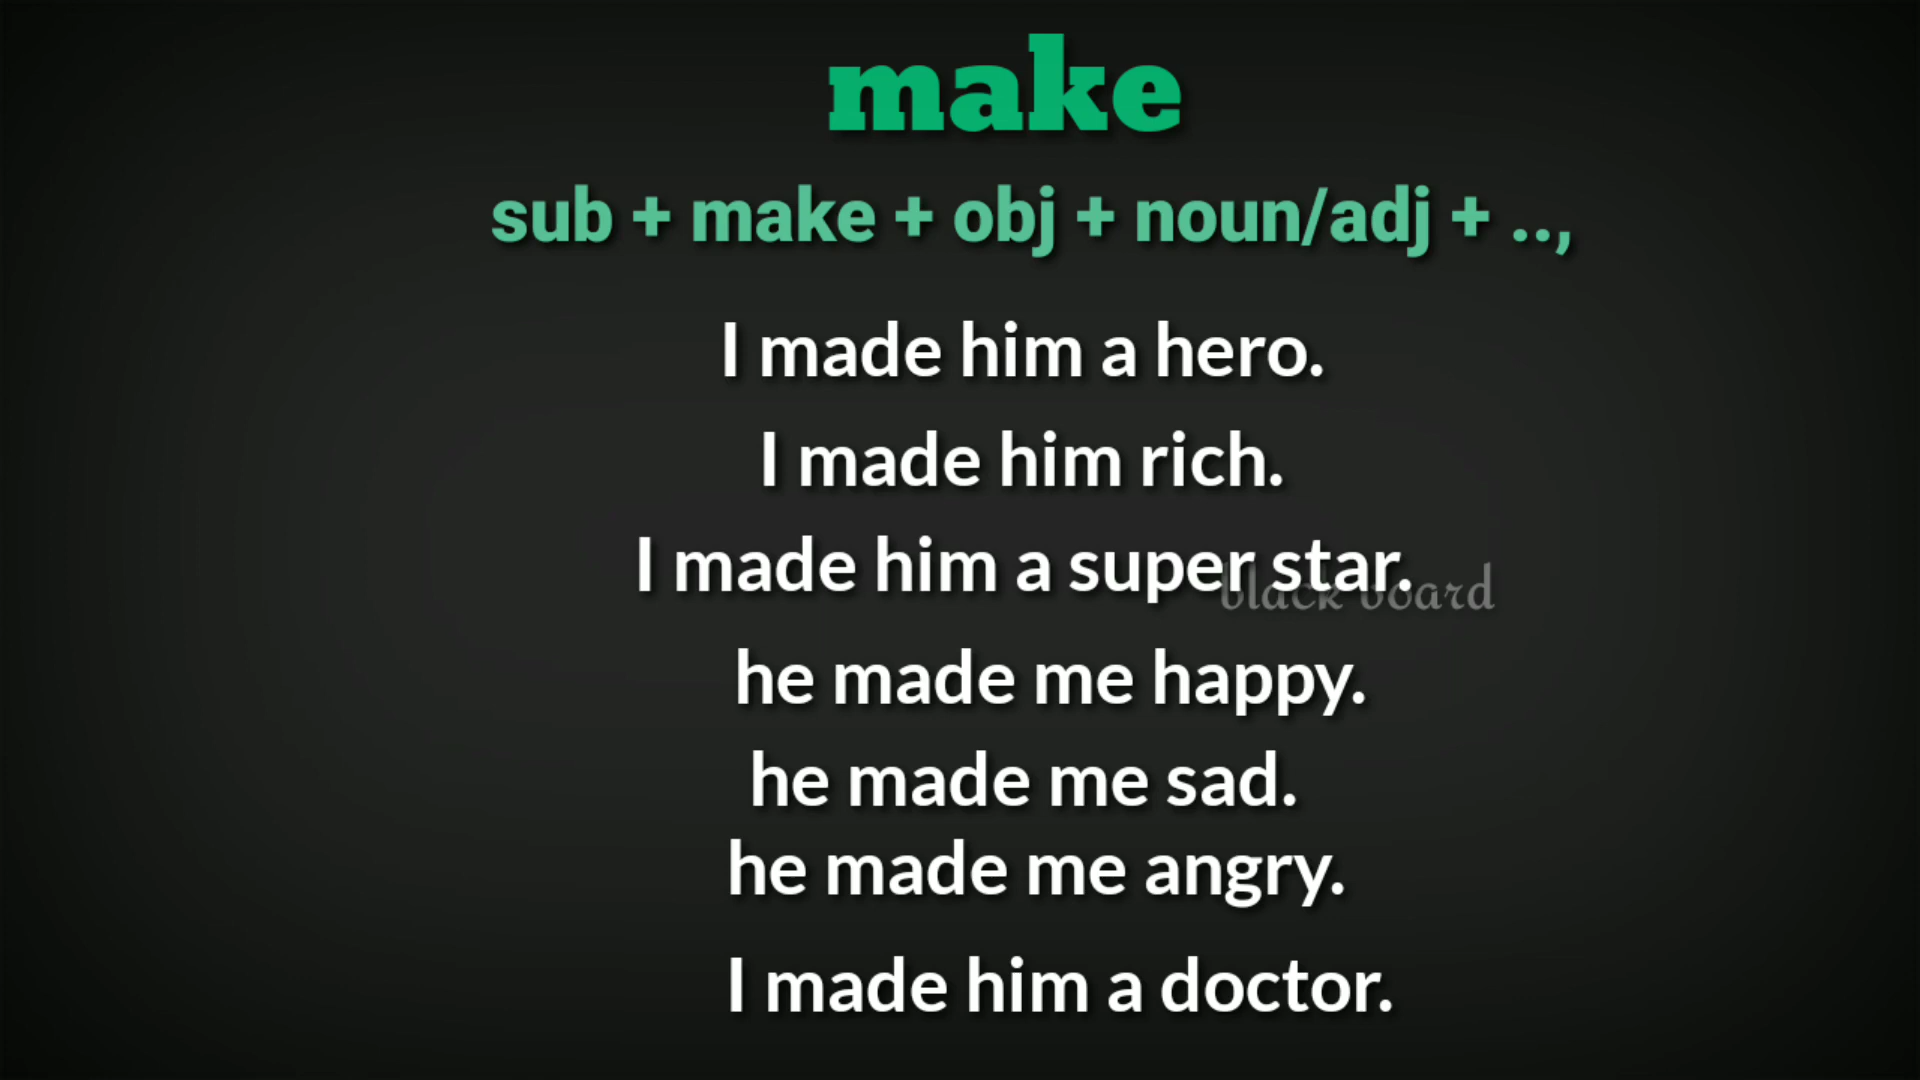 make
sub + make + obj + noun/adj + ..,
I made him a hero.
I made him rich.
I made him a super star.
black board
he made me happy.
he made me sad.
he made me angry.
I made him a doctor.